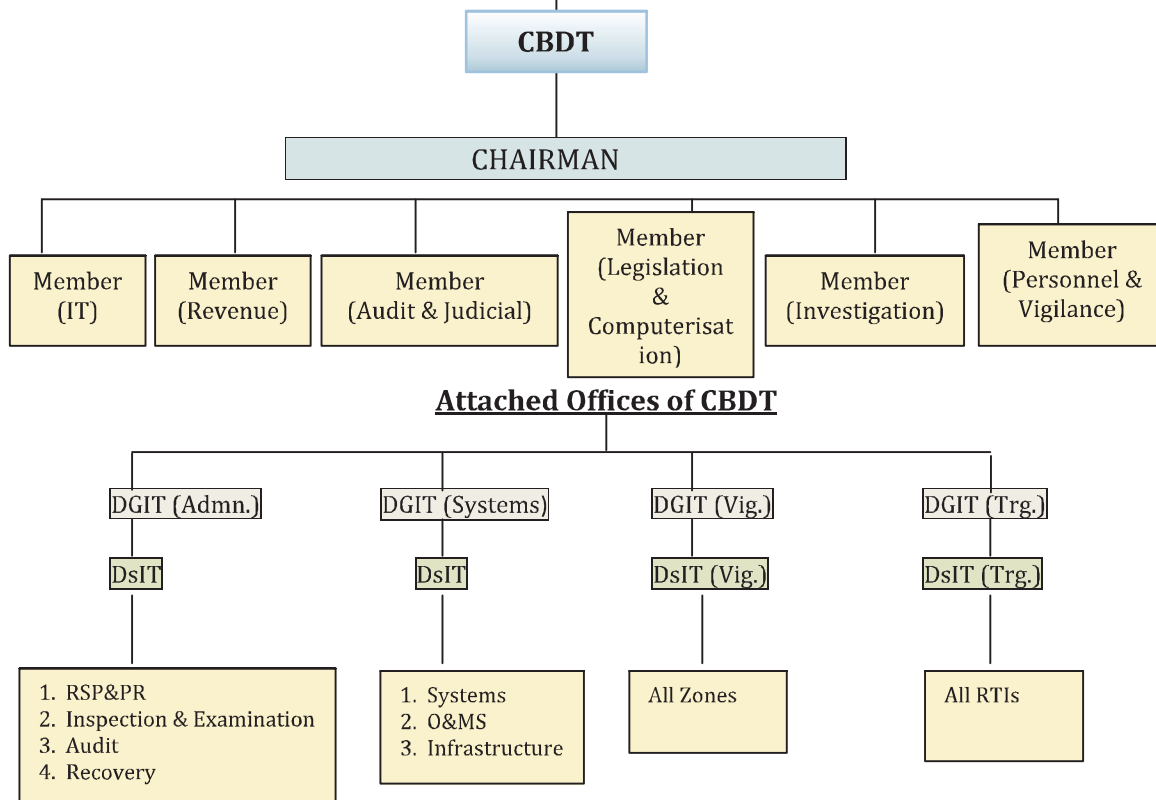 CBDT
CHAIRMAN
Member
(IT)
Member
(Revenue)
Member
(Audit & Judicial)
Member
(Legislation
&
Computerisat
ion)
Member
(Investigation)
Member
(Personnel &
Vigilance)
Attached Offices of CBDT
DGIT (Admn.)
DGIT (Systems)
DGIT (Vig.)
DGIT (Trg.)
DsIT
DsIT
DsIT (Vig.)
DsIT (Trg.)
1. RSP&PR
2. Inspection & Examination
3. Audit
4. Recovery
1. Systems
2. O&MS
3. Infrastructure
All Zones
All RTIs